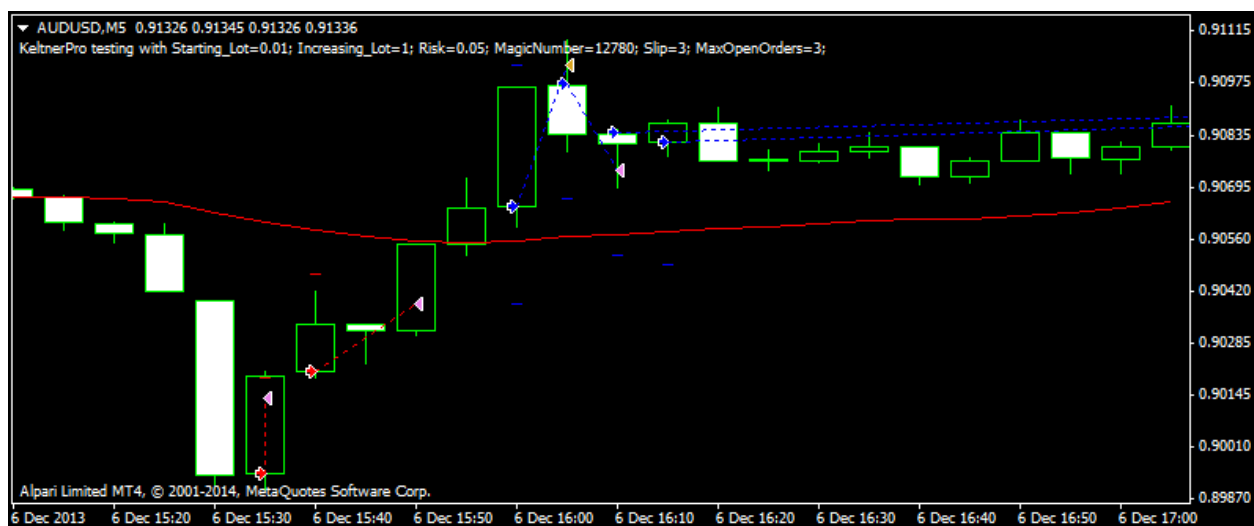 AUDUSD,M5 0.91326 0.91345 0.91326 0.91336
KeltnerPro testing with Starting_Lot=0.01; Increasing_Lot=1; Risk=0.05; MagicNumber=12780; Slip=3; MaxOpenOrders=3;
0.91115
0.90975
0.90835
0.90695
0.90560
0.90420
0.90285
0.90145
0.90010
0.89870
Alpari Limited MT4, © 2001-2014, MetaQuotes Software Corp.
6 Dec 2013 6 Dec 15:20 6 Dec 15:30 6 Dec 15:40 6 Dec 15:50 6 Dec 16:00 6 Dec 16:10 6 Dec 16:20 6 Dec 16:30 6 Dec 16:40 6 Dec 16:50 6 Dec 17:00